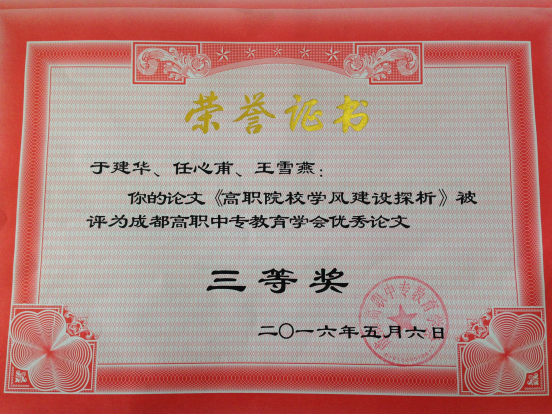 荣誉证书
于建华、任心甫、王雪燕：
你的论文《高职院校学风建设探析》被
评为成都高职中专教育学会优秀论文
三等奖
二〇一六年五月六日